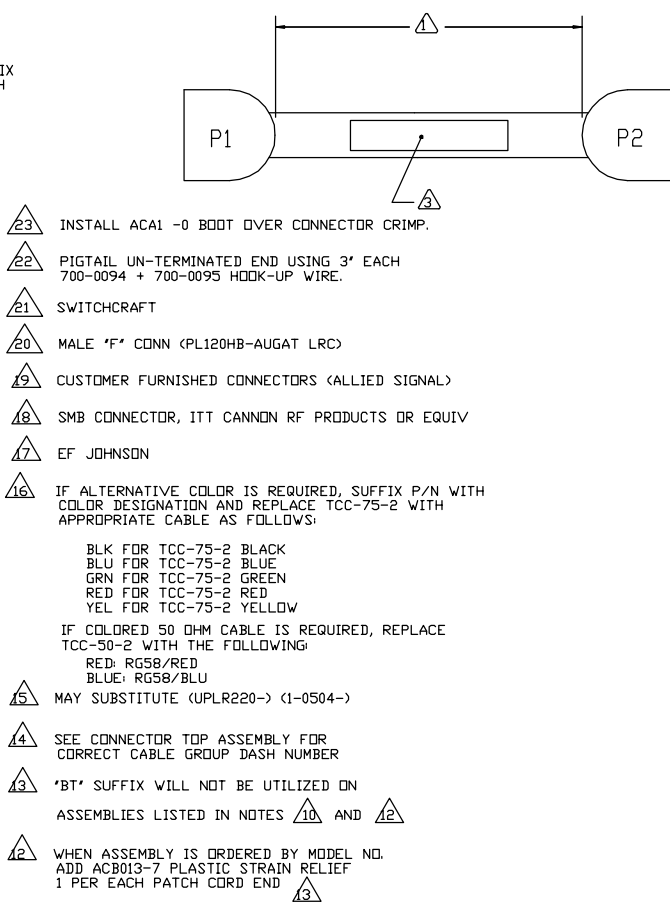 1
IX
H
P1
P2
3
23 INSTALL ACA1 -0 BOOT OVER CONNECTOR CRIMP.
22 PIGTAIL UN-TERMINATED END USING 3" EACH
700-0094 + 700-0095 HOOK-UP WIRE.
21 SWITCHCRAFT
20 MALE "F" CONN (PL120HB-AUGAT LRC)
19 CUSTOMER FURNISHED CONNECTORS (ALLIED SIGNAL)
18 SMB CONNECTOR, ITT CANNON RF PRODUCTS OR EQUIV
17 EF JOHNSON
16 IF ALTERNATIVE COLOR IS REQUIRED, SUFFIX P/N WITH
COLOR DESIGNATION AND REPLACE TCC-75-2 WITH
APPROPRIATE CABLE AS FOLLOWS:
BLK FOR TCC-75-2 BLACK
BLU FOR TCC-75-2 BLUE
GRN FOR TCC-75-2 GREEN
RED FOR TCC-75-2 RED
YEL FOR TCC-75-2 YELLOW
IF COLORED 50 OHM CABLE IS REQUIRED, REPLACE
TCC-50-2 WITH THE FOLLOWING:
RED: RG58/RED
BLUE: RG58/BLU
15 MAY SUBSTITUTE (UPLR220-) (1-0504-)
14 SEE CONNECTOR TOP ASSEMBLY FOR
CORRECT CABLE GROUP DASH NUMBER
13 "BT" SUFFIX WILL NOT BE UTILIZED ON
ASSEMBLIES LISTED IN NOTES 10 AND 12
12 WHEN ASSEMBLY IS ORDERED BY MODEL NO.
ADD ACB013-7 PLASTIC STRAIN RELIEF
1 PER EACH PATCH CORD END 13